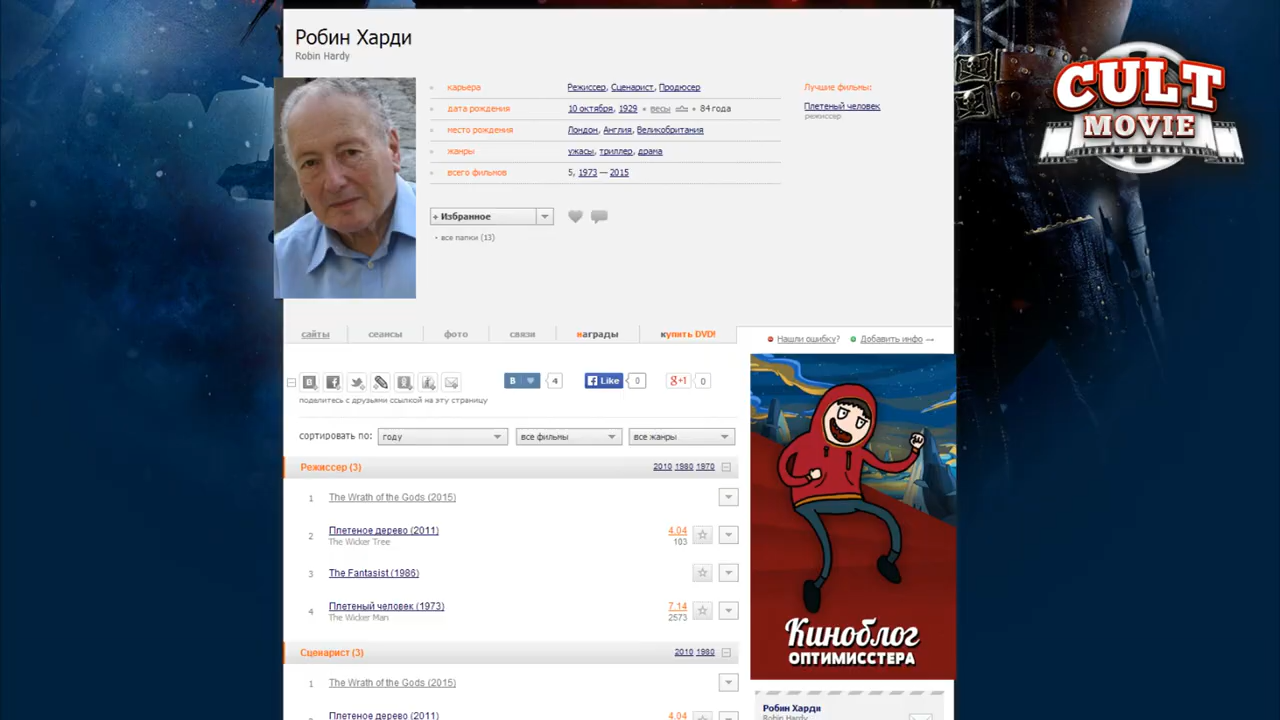 Робин Харди
Robin Hardy
CULT
MOVIE
карьера Режиссер, Сценарист, Продюсер
дата рождения 10 октября, 1929 • весы • 84 года
место рождения Лондон, Англия, Великобритания
жанры ужасы, триллер, драма
всего фильмов 5, 1973 — 2015
Лучшие фильмы:
Плетеный человек
режиссер
+ Избранное
• все папки (13)
сайты сеансы фото связи награды купить DVD!
Нашли ошибку? Добавить инфо →
B 4 Like 0 g+1 0
поделитесь с друзьями ссылкой на эту страницу
сортировать по: году все фильмы все жанры
Режиссер (3) 2010 1980 1970
1 The Wrath of the Gods (2015)
2 Плетеное дерево (2011) 4.04
The Wicker Tree 103
3 The Fantasist (1986)
4 Плетеный человек (1973) 7.14
The Wicker Man 2573
Сценарист (3) 2010 1980
1 The Wrath of the Gods (2015)
Плетеное дерево (2011) 4.04
Киноблог
ОПТИМИССТЕРА
Робин Харди
Robin Hardy